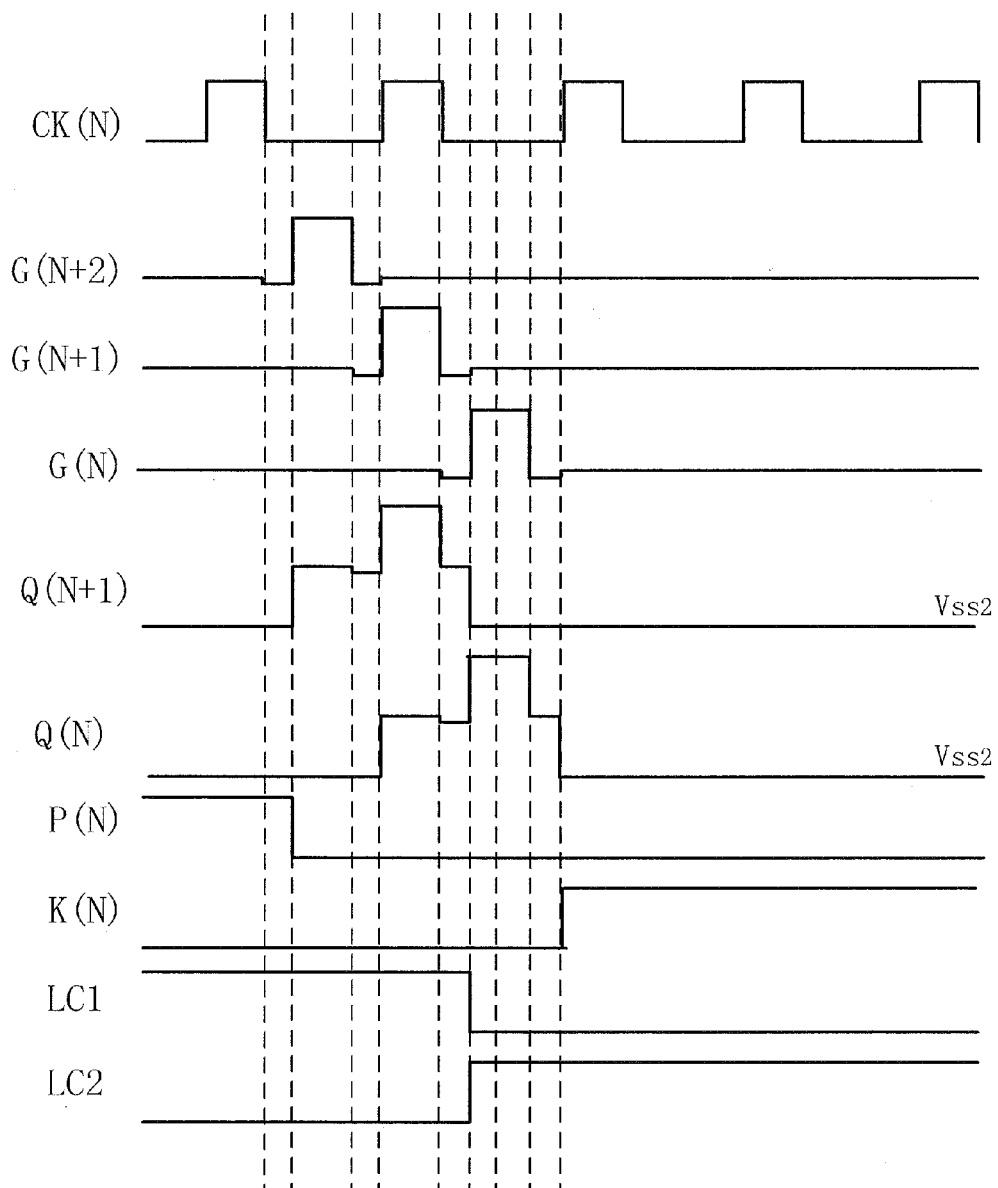 CK(N)
G(N+2)
G(N+1)
G(N)
Q(N+1)
Vss2
Q(N)
Vss2
P(N)
K(N)
LC1
LC2